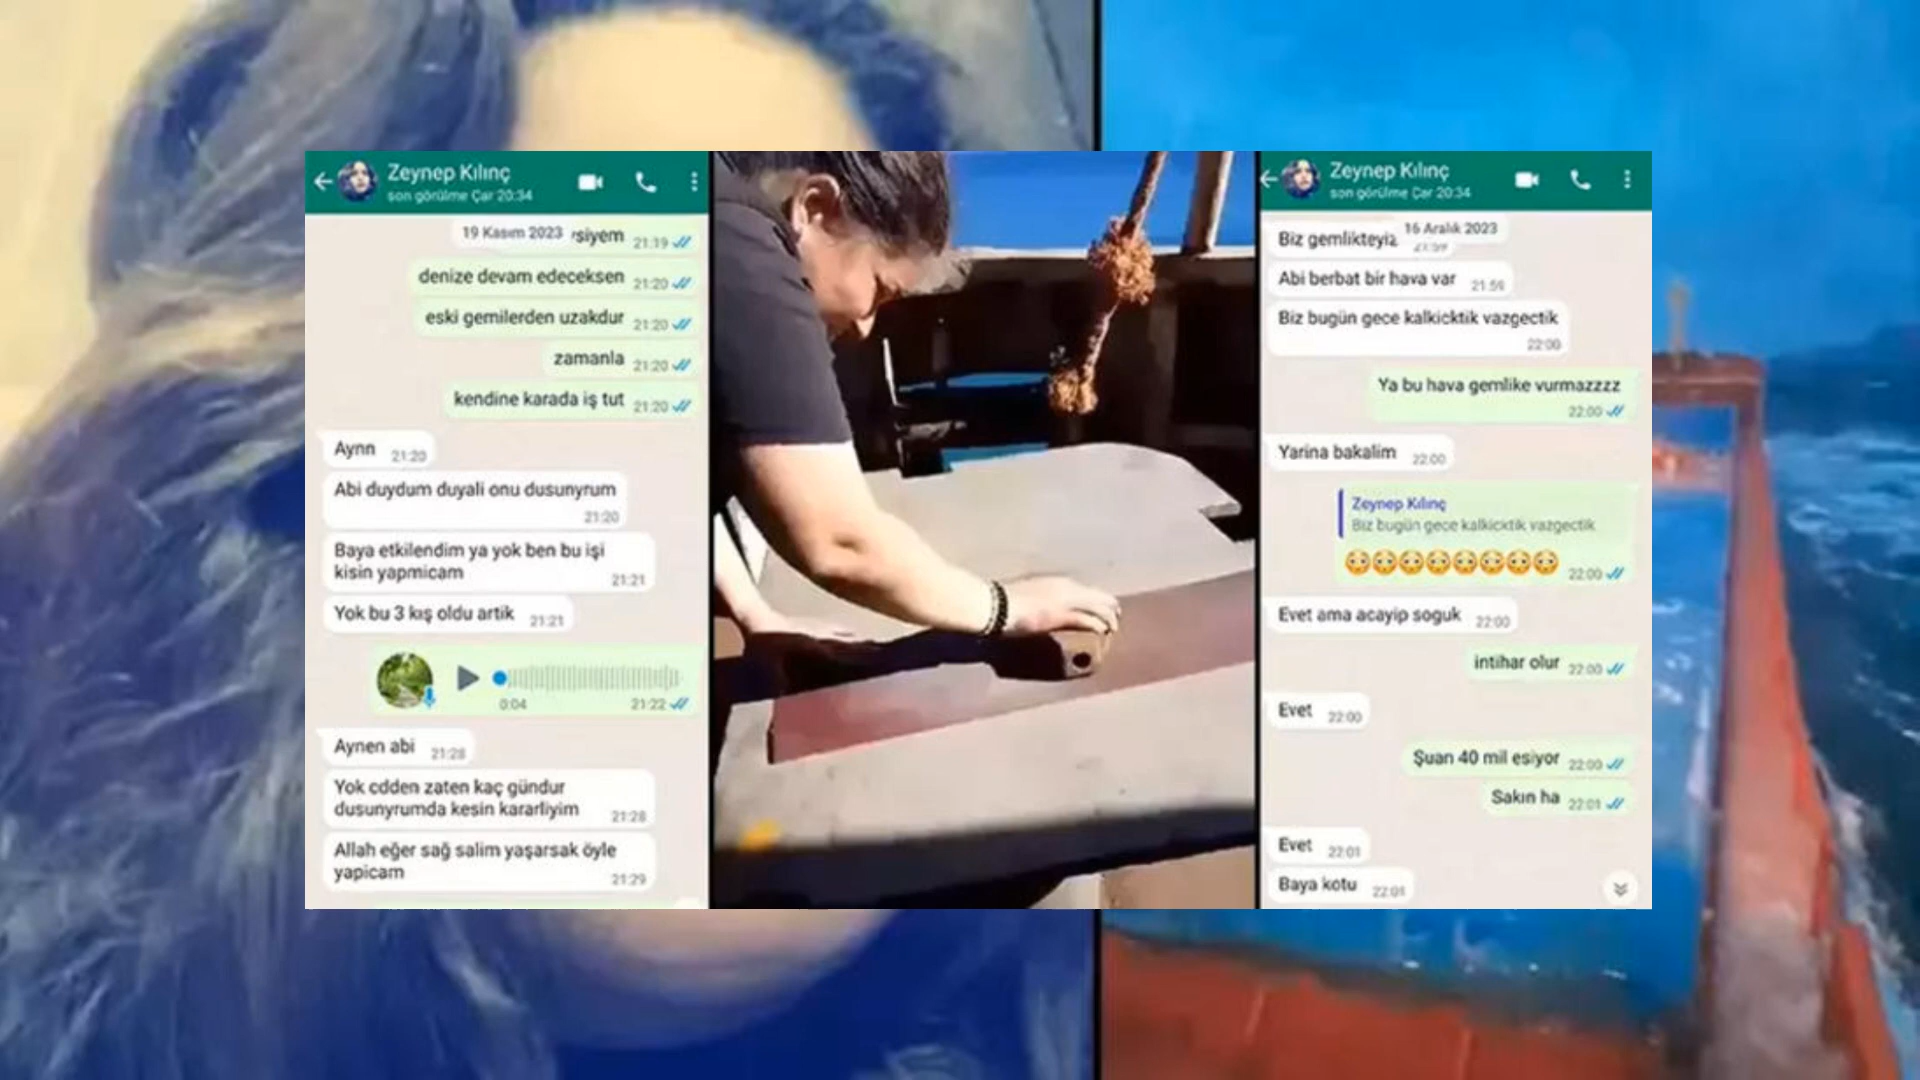 Zeynep Kılınç
son görülme Çar 20:34
19 Kasım 2023
siyem 21:19
denize devam edeceksen 21:20
eski gemilerden uzakdur 21:20
zamanla 21:20
kendine karada iş tut 21:20
Aynn 21:20
Abi duydum duyali onu dusunyrum
21:20
Baya etkilendim ya yok ben bu işi
kisin yapmicam 21:21
Yok bu 3 kış oldu artik 21:21
0:04 21:22
Aynen abi 21:28
Yok cdden zaten kaç gündur
dusunyrumda kesin kararliyim 21:28
Allah eğer sağ salim yaşarsak öyle
yapicam 21:29
Zeynep Kılınç
son görülme Çar 20:34
16 Aralık 2023
Biz gemlikteyiz
Abi berbat bir hava var 21:56
Biz bugün gece kalkicktik vazgectik
22:00
Ya bu hava gemlike vurmazzzz
22:00
Yarina bakalim 22:00
Zeynep Kılınç
Biz bugün gece kalkicktik vazgectik
😳😳😳😳😳😳😳😳 22:00
Evet ama acayip soguk 22:00
intihar olur 22:00
Evet 22:00
Şuan 40 mil esiyor 22:00
Sakın ha 22:01
Evet 22:01
Baya kotu 22:01